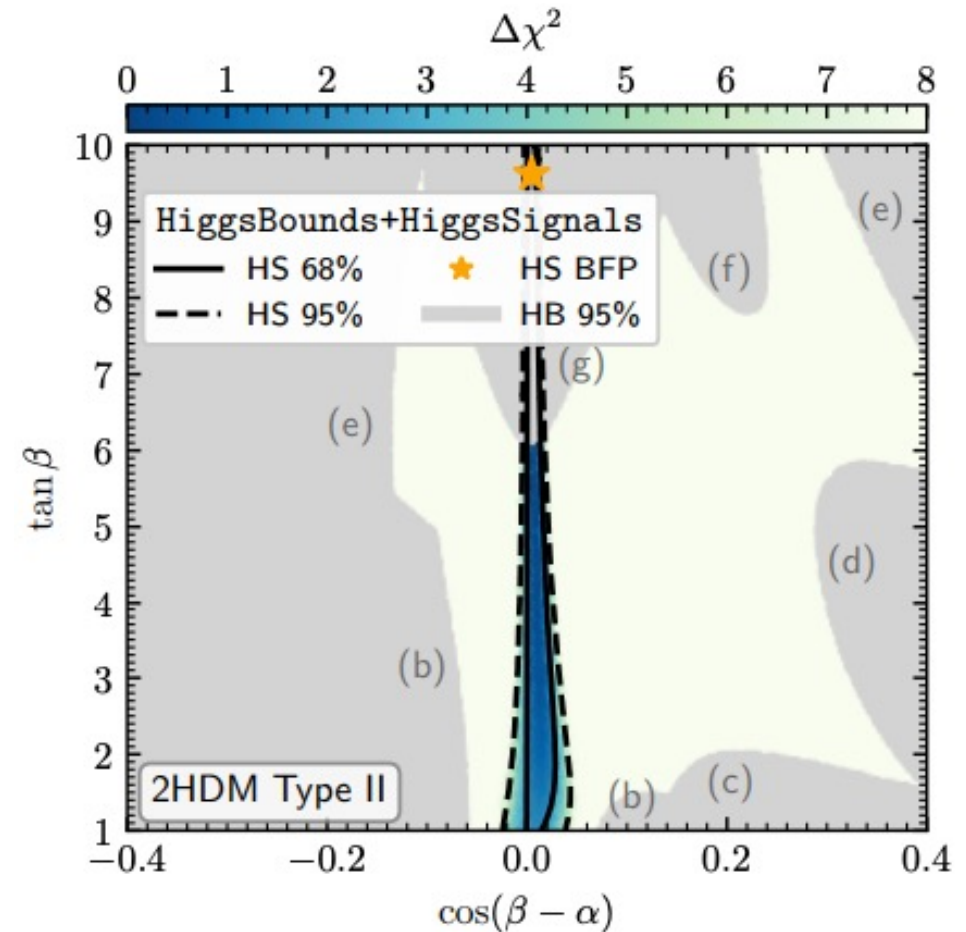 Δχ²
0 1 2 3 4 5 6 7 8
10
9
8
7
6
5
4
3
2
1
tan β
HiggsBounds+HiggsSignals
HS 68% HS BFP
HS 95% HB 95%
(e)
(f)
(g)
(e)
(d)
(b)
(c)
(b)
2HDM Type II
−0.4 −0.2 0.0 0.2 0.4
cos(β − α)